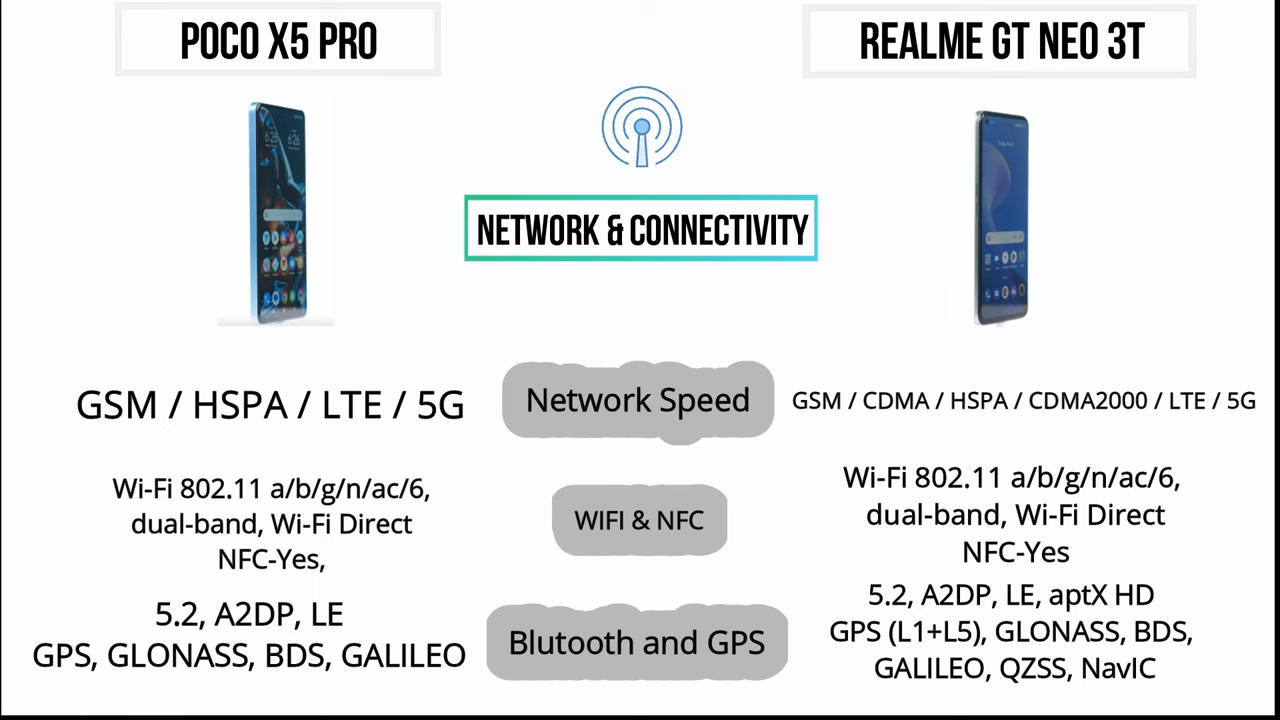 POCO X5 PRO
REALME GT NEO 3T
NETWORK & CONNECTIVITY
GSM / HSPA / LTE / 5G
Network Speed
GSM / CDMA / HSPA / CDMA2000 / LTE / 5G
Wi-Fi 802.11 a/b/g/n/ac/6,
dual-band, Wi-Fi Direct
NFC-Yes,
WIFI & NFC
Wi-Fi 802.11 a/b/g/n/ac/6,
dual-band, Wi-Fi Direct
NFC-Yes
5.2, A2DP, LE
GPS, GLONASS, BDS, GALILEO
Blutooth and GPS
5.2, A2DP, LE, aptX HD
GPS (L1+L5), GLONASS, BDS,
GALILEO, QZSS, NavIC